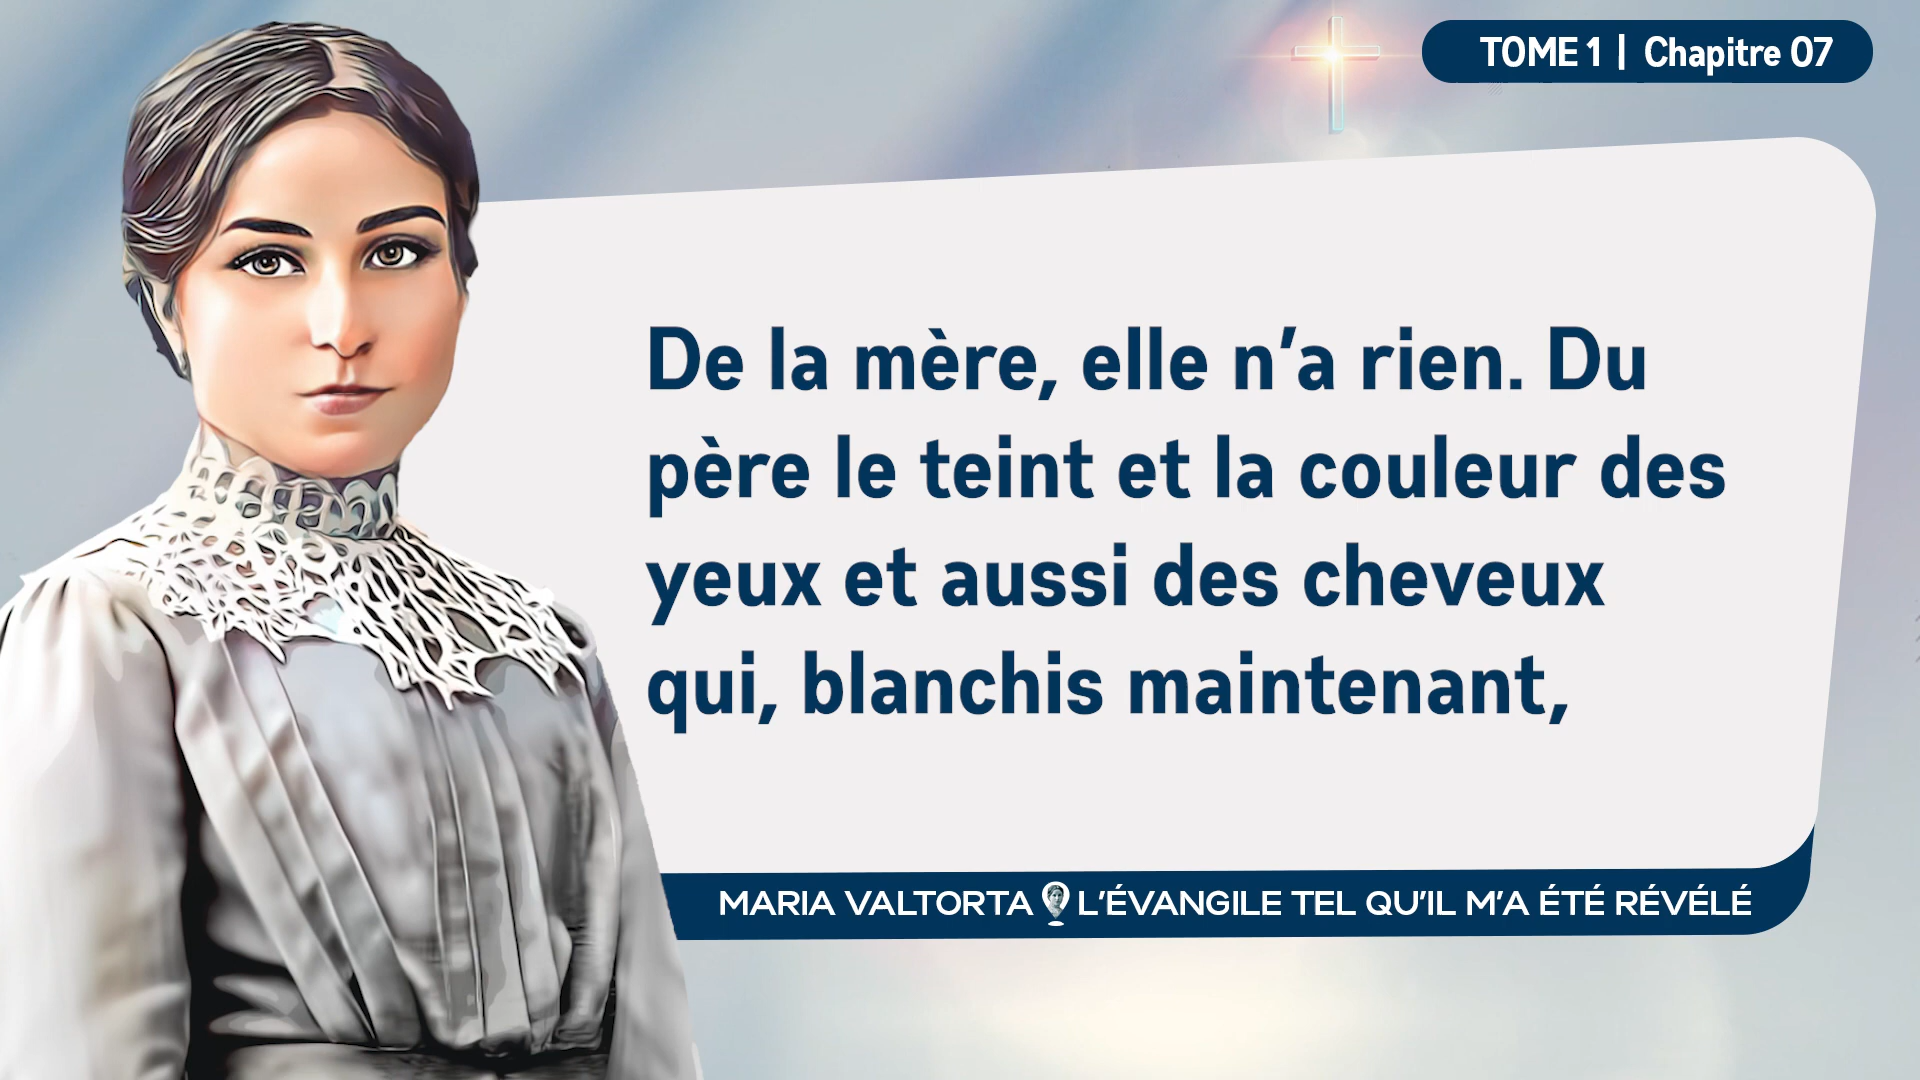 TOME 1 | Chapitre 07
De la mère, elle n’a rien. Du
père le teint et la couleur des
yeux et aussi des cheveux
qui, blanchis maintenant,
MARIA VALTORTA L’ÉVANGILE TEL QU’IL M’A ÉTÉ RÉVÉLÉ